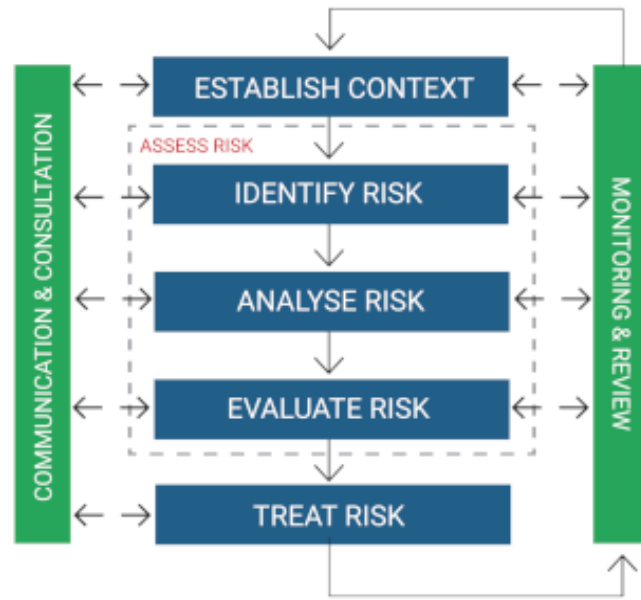 ESTABLISH CONTEXT
ASSESS RISK
IDENTIFY RISK
ANALYSE RISK
EVALUATE RISK
TREAT RISK
COMMUNICATION & CONSULTATION
MONITORING & REVIEW